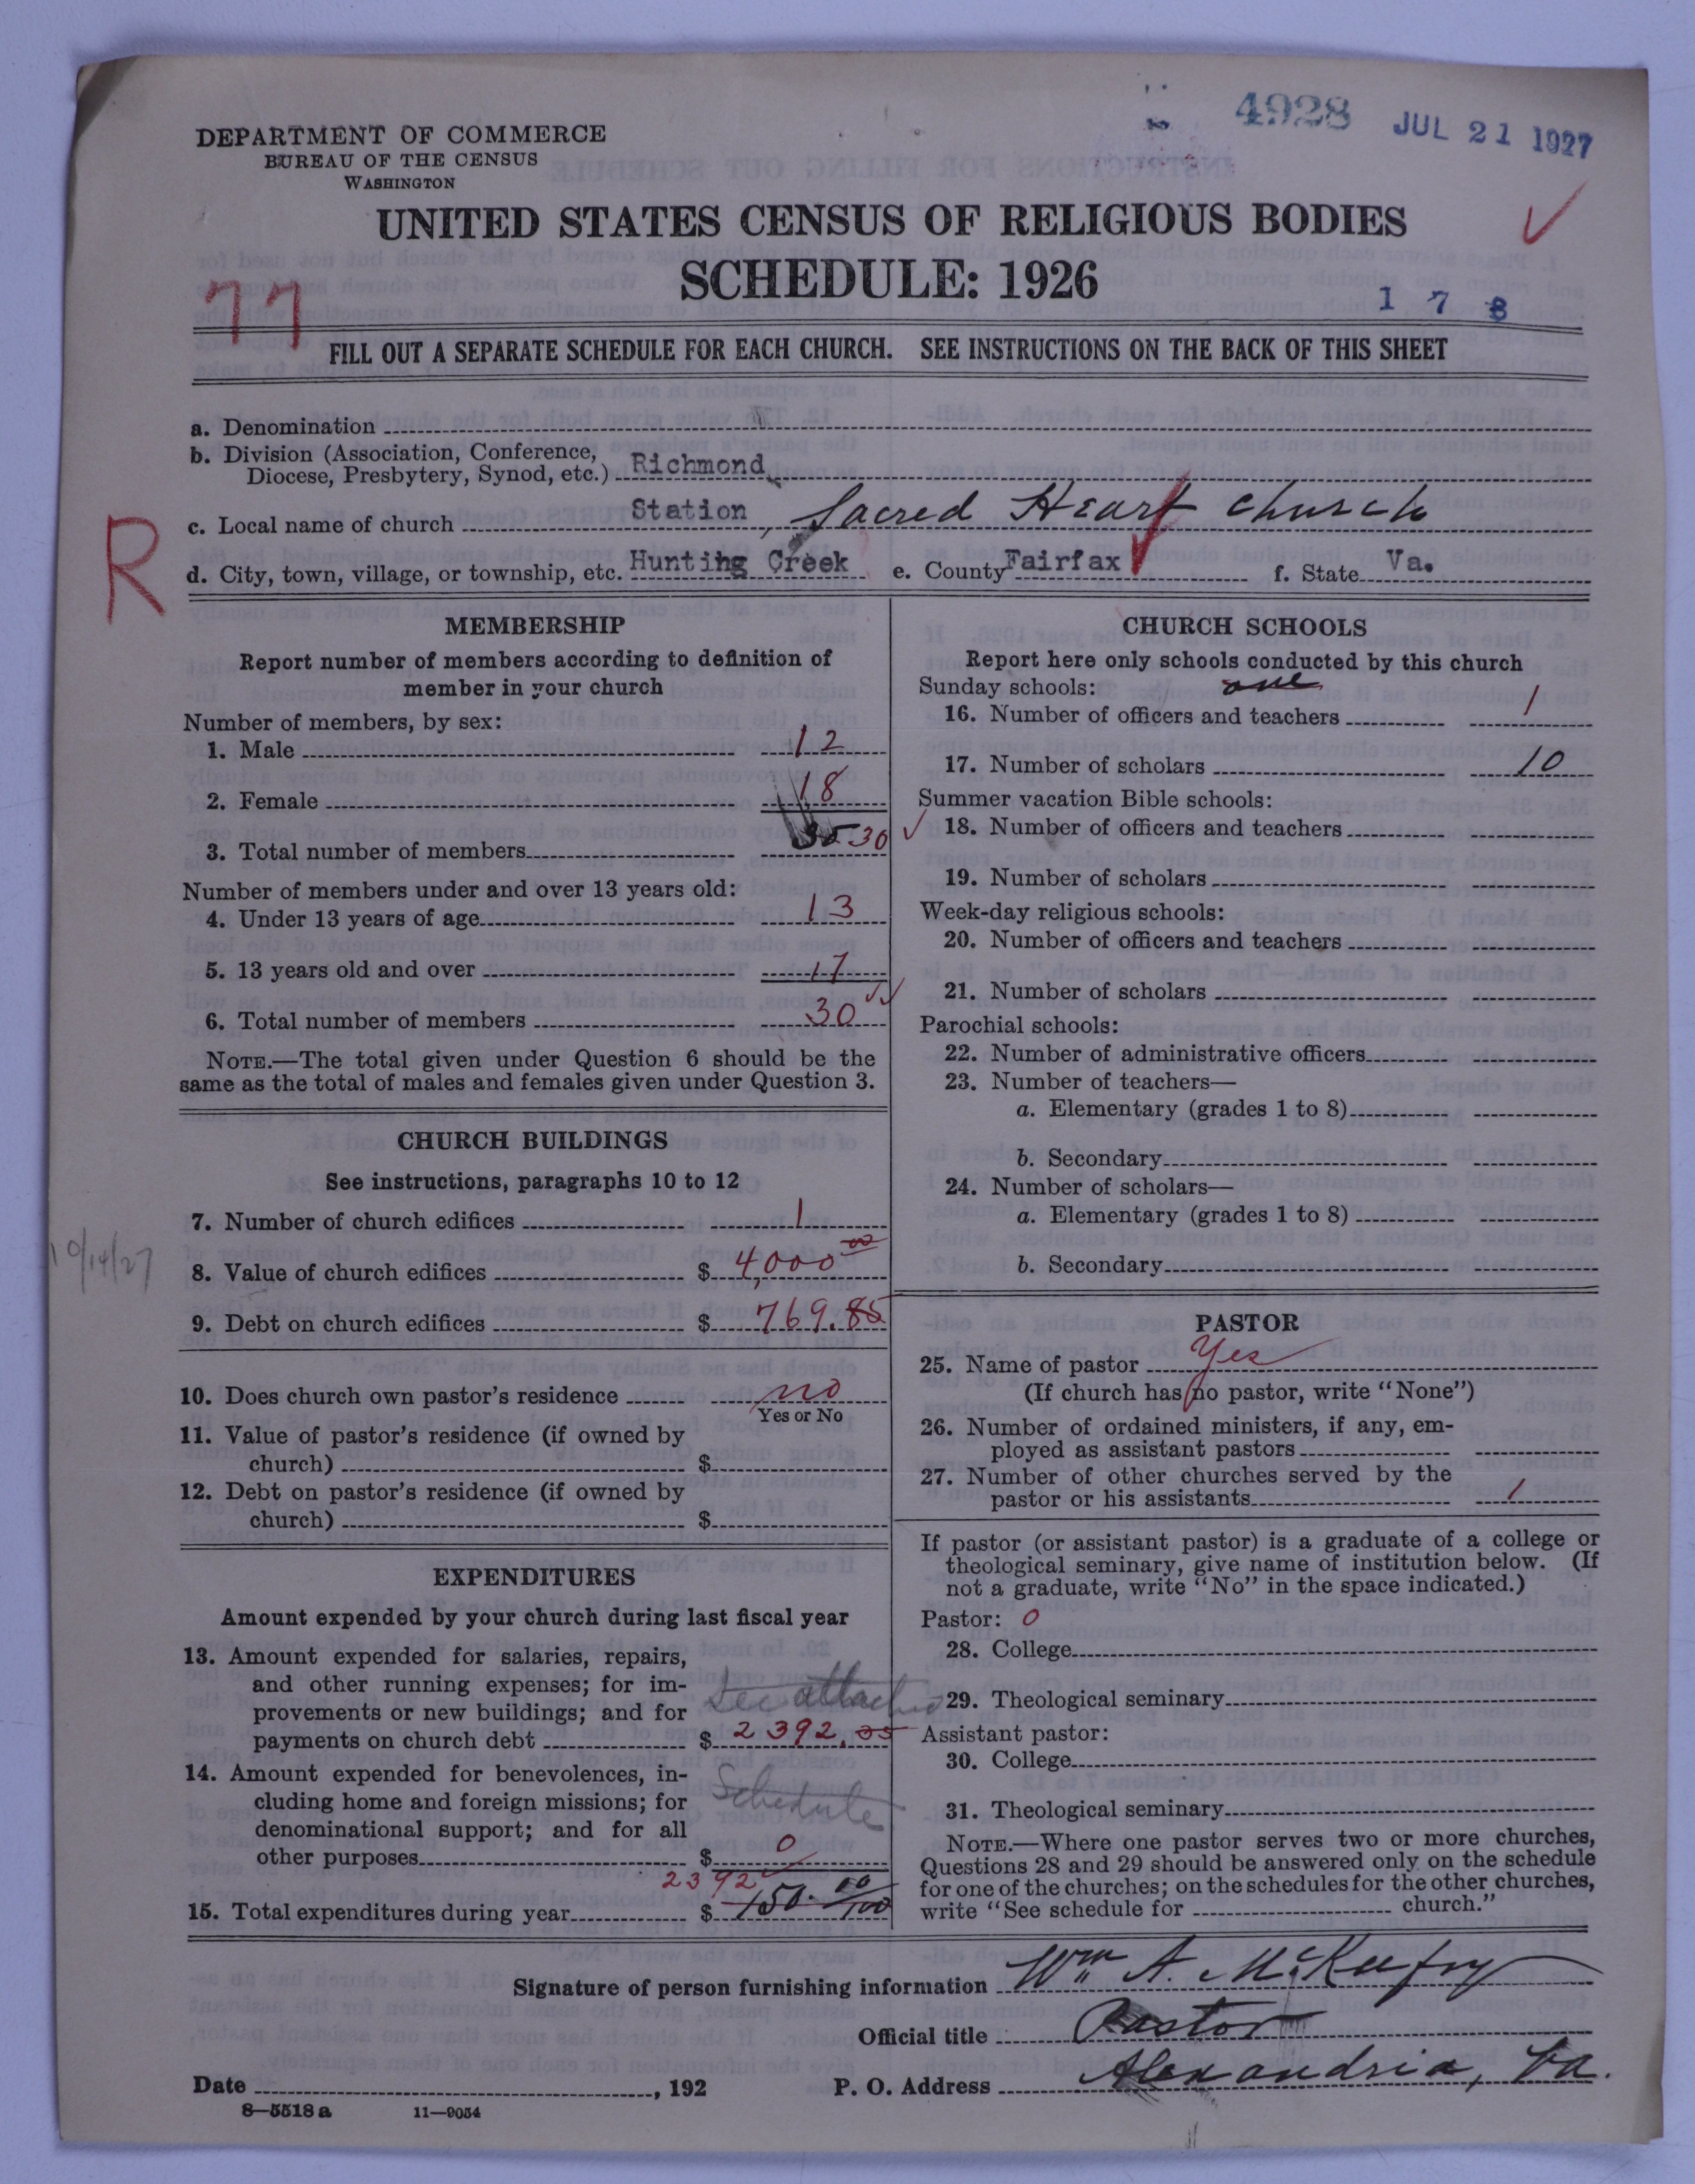 4928 JUL 21 1927
DEPARTMENT OF COMMERCE
BUREAU OF THE CENSUS
WASHINGTON
UNITED STATES CENSUS OF RELIGIOUS BODIES
SCHEDULE: 1926
77
1 7 8
FILL OUT A SEPARATE SCHEDULE FOR EACH CHURCH. SEE INSTRUCTIONS ON THE BACK OF THIS SHEET
a. Denomination
b. Division (Association, Conference,
Diocese, Presbytery, Synod, etc.) Richmond
c. Local name of church Station, Sacred Heart Church
R
d. City, town, village, or township, etc. Hunting Creek e. County Fairfax f. State Va.
MEMBERSHIP
Report number of members according to definition of
member in your church
Number of members, by sex:
1. Male 12
2. Female 18
3. Total number of members 30
Number of members under and over 13 years old:
4. Under 13 years of age 13
5. 13 years old and over 17
6. Total number of members 30
NOTE.—The total given under Question 6 should be the
same as the total of males and females given under Question 3.
CHURCH BUILDINGS
See instructions, paragraphs 10 to 12
7. Number of church edifices 1
10/14/27
8. Value of church edifices $ 4,000 00
9. Debt on church edifices $ 769.85
10. Does church own pastor's residence no
Yes or No
11. Value of pastor's residence (if owned by
church) $
12. Debt on pastor's residence (if owned by
church) $
EXPENDITURES
Amount expended by your church during last fiscal year
13. Amount expended for salaries, repairs,
and other running expenses; for im-
provements or new buildings; and for See attached
payments on church debt $ 2392.
14. Amount expended for benevolences, in- Schedule
cluding home and foreign missions; for
denominational support; and for all
other purposes $ 0
2392
15. Total expenditures during year $ 150. 00/100
CHURCH SCHOOLS
Report here only schools conducted by this church
Sunday schools: one
16. Number of officers and teachers 1
17. Number of scholars 10
Summer vacation Bible schools:
18. Number of officers and teachers
19. Number of scholars
Week-day religious schools:
20. Number of officers and teachers
21. Number of scholars
Parochial schools:
22. Number of administrative officers
23. Number of teachers—
a. Elementary (grades 1 to 8)
b. Secondary
24. Number of scholars—
a. Elementary (grades 1 to 8)
b. Secondary
PASTOR
25. Name of pastor Yes
(If church has no pastor, write "None")
26. Number of ordained ministers, if any, em-
ployed as assistant pastors
27. Number of other churches served by the
pastor or his assistants 1
If pastor (or assistant pastor) is a graduate of a college or
theological seminary, give name of institution below. (If
not a graduate, write "No" in the space indicated.)
Pastor: 0
28. College
29. Theological seminary
Assistant pastor:
30. College
31. Theological seminary
NOTE.—Where one pastor serves two or more churches,
Questions 28 and 29 should be answered only on the schedule
for one of the churches; on the schedules for the other churches,
write "See schedule for church."
Signature of person furnishing information Wm A. McKeefry
Official title Pastor
Date , 192 P. O. Address Alexandria, Va.
8—5518 a 11—9054